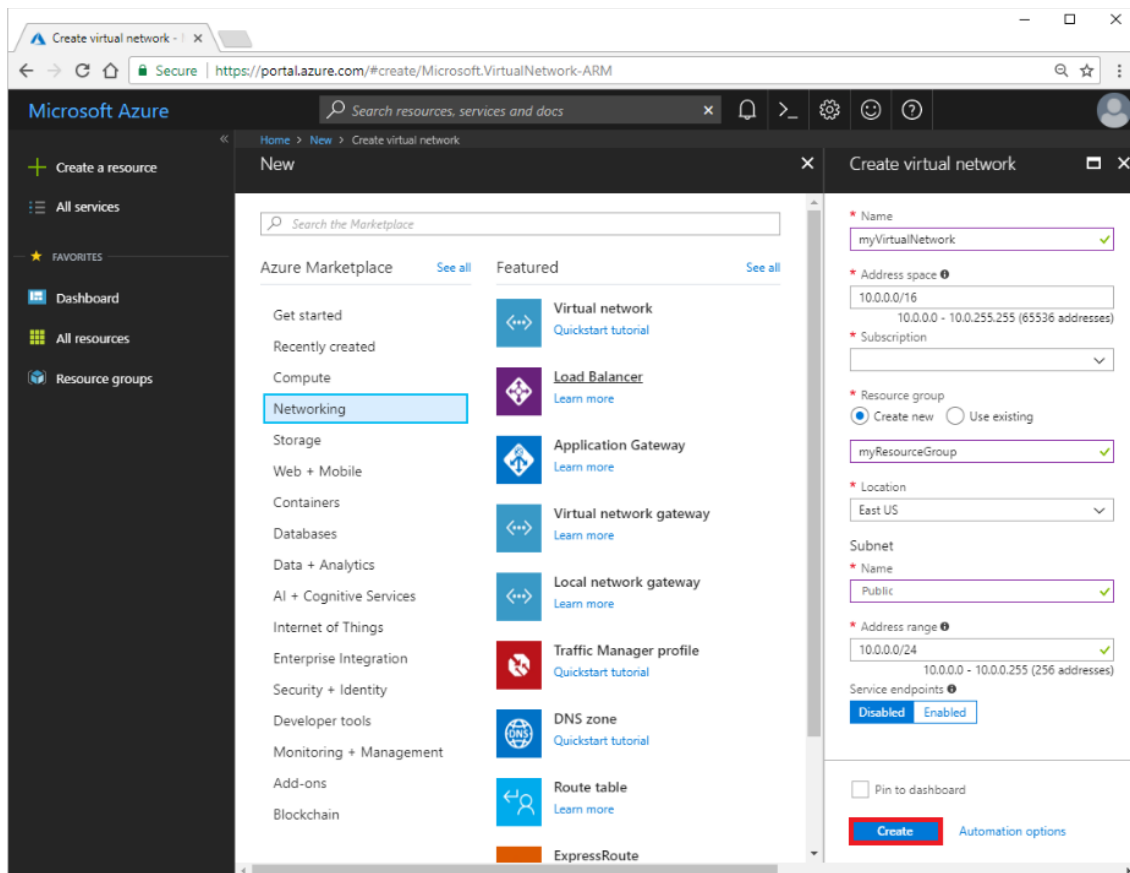 Create virtual network - 
Secure | https://portal.azure.com/#create/Microsoft.VirtualNetwork-ARM
Microsoft Azure
Search resources, services and docs
Home > New > Create virtual network
Create a resource
All services
FAVORITES
Dashboard
All resources
Resource groups
New
Search the Marketplace
Azure Marketplace
See all
Get started
Recently created
Compute
Networking
Storage
Web + Mobile
Containers
Databases
Data + Analytics
AI + Cognitive Services
Internet of Things
Enterprise Integration
Security + Identity
Developer tools
Monitoring + Management
Add-ons
Blockchain
Featured
See all
Virtual network
Quickstart tutorial
Load Balancer
Learn more
Application Gateway
Learn more
Virtual network gateway
Learn more
Local network gateway
Learn more
Traffic Manager profile
Quickstart tutorial
DNS
DNS zone
Quickstart tutorial
Route table
Learn more
ExpressRoute
Create virtual network
* Name
myVirtualNetwork
* Address space
10.0.0.0/16
10.0.0.0 - 10.0.255.255 (65536 addresses)
* Subscription
* Resource group
Create new
Use existing
myResourceGroup
* Location
East US
Subnet
* Name
Public
* Address range
10.0.0.0/24
10.0.0.0 - 10.0.0.255 (256 addresses)
Service endpoints
Disabled
Enabled
Pin to dashboard
Create
Automation options